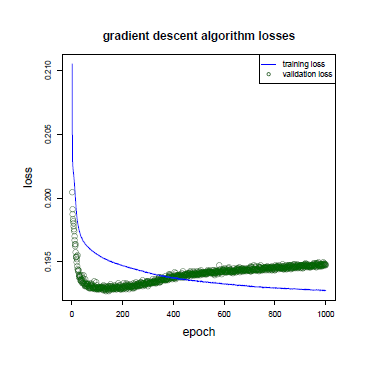 gradient descent algorithm losses
training loss
validation loss
loss
0.210
0.205
0.200
0.195
0 200 400 600 800 1000
epoch